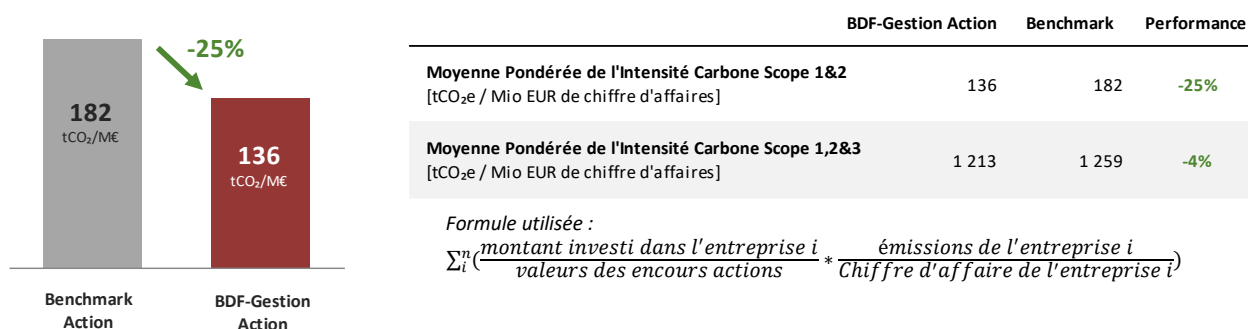 182
tCO₂/M€
-25%
136
tCO₂/M€
Benchmark
Action
BDF-Gestion
Action
BDF-Gestion Action Benchmark Performance
Moyenne Pondérée de l'Intensité Carbone Scope 1&2
[tCO₂e / Mio EUR de chiffre d'affaires]
136 182 -25%
Moyenne Pondérée de l'Intensité Carbone Scope 1,2&3
[tCO₂e / Mio EUR de chiffre d'affaires]
1 213 1 259 -4%
Formule utilisée :
∑ᵢⁿ(montant investi dans l'entreprise i / valeurs des encours actions * émissions de l'entreprise i / Chiffre d'affaire de l'entreprise i)